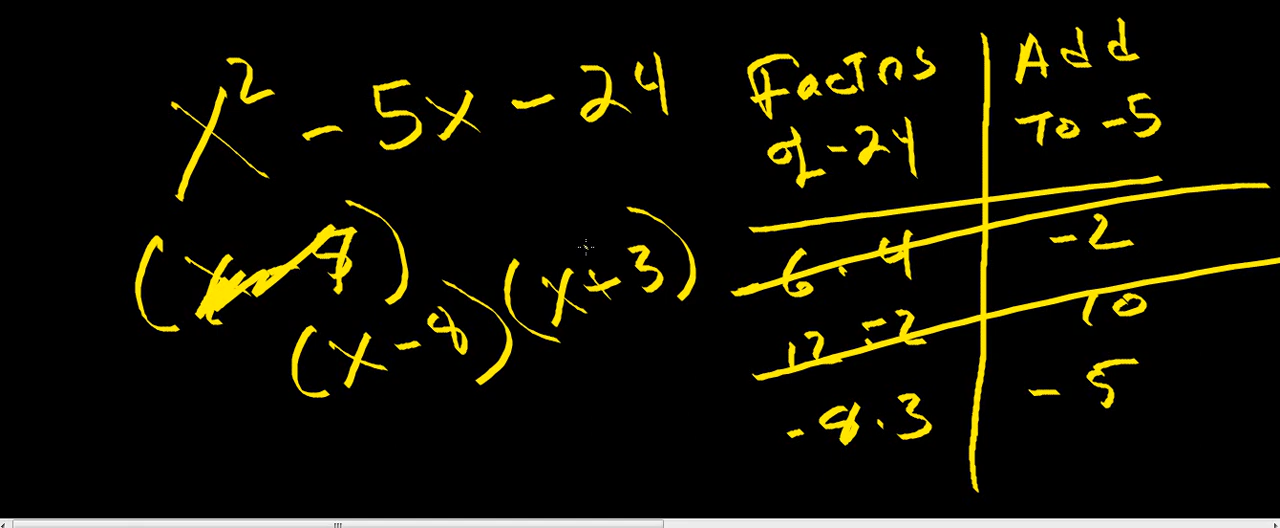 x² - 5x - 24
(x - 8)
(x - 8)(x + 3)
Factors
of -24
Add
To -5
-6 · 4
-2
12 · -2
10
-8 · 3
-5